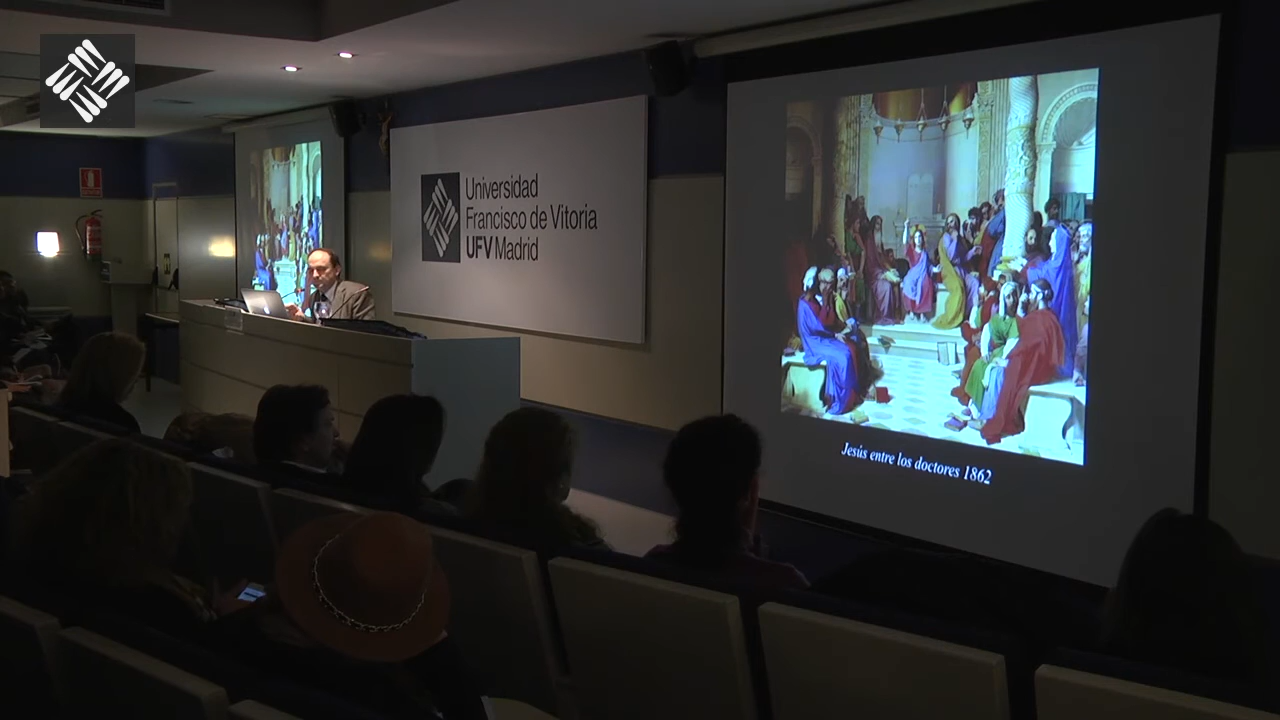 Universidad
Francisco de Vitoria
UFV Madrid
Jesús entre los doctores 1862